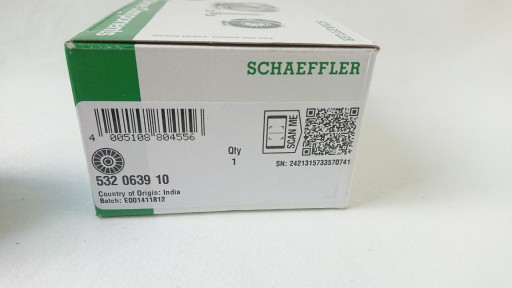 SCHAEFFLER
4 005108 804556
Qty
1
SCAN ME
SN: 2421315733570741
532 0639 10
Country of Origin: India
Batch: E001411812